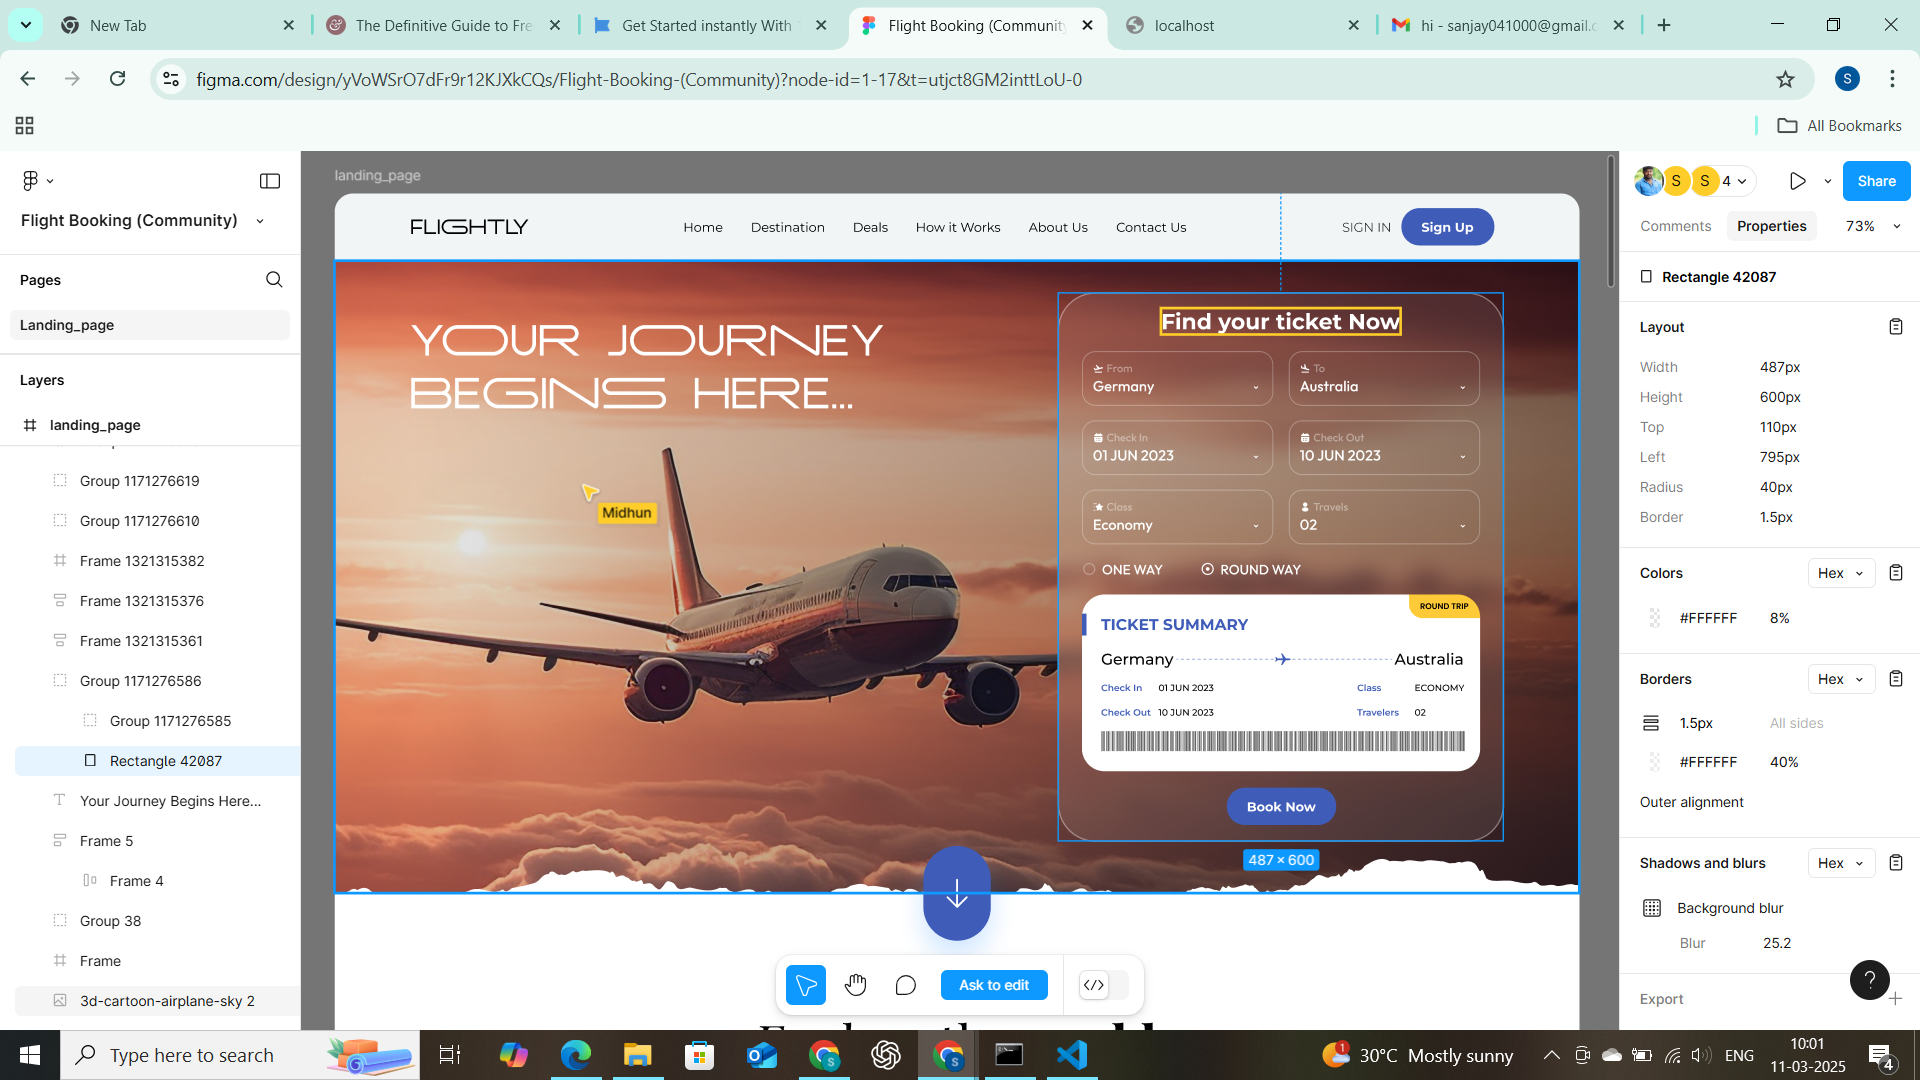 New Tab
The Definitive Guide to Fre
Get Started instantly With
Flight Booking (Community
localhost
hi - sanjay041000@gmail.c
figma.com/design/yVoWSrO7dFr9r12KJXkCQs/Flight-Booking-(Community)?node-id=1-17&t=utjct8GM2inttLoU-0
S
All Bookmarks
Flight Booking (Community)
Pages
Landing_page
Layers
landing_page
Group 1171276619
Group 1171276610
Frame 1321315382
Frame 1321315376
Frame 1321315361
Group 1171276586
Group 1171276585
Rectangle 42087
Your Journey Begins Here...
Frame 5
Frame 4
Group 38
Frame
3d-cartoon-airplane-sky 2
landing_page
FLIGHTLY
Home
Destination
Deals
How it Works
About Us
Contact Us
SIGN IN
Sign Up
YOUR JOURNEY
BEGINS HERE...
Midhun
Find your ticket Now
From
Germany
To
Australia
Check In
01 JUN 2023
Check Out
10 JUN 2023
Class
Economy
Travels
02
ONE WAY
ROUND WAY
ROUND TRIP
TICKET SUMMARY
Germany
Australia
Check In 01 JUN 2023
Class ECONOMY
Check Out 10 JUN 2023
Travelers 02
Book Now
487 × 600
Ask to edit
S
S
4
Share
Comments
Properties
73%
Rectangle 42087
Layout
Width 487px
Height 600px
Top 110px
Left 795px
Radius 40px
Border 1.5px
Colors
Hex
#FFFFFF 8%
Borders
Hex
1.5px All sides
#FFFFFF 40%
Outer alignment
Shadows and blurs
Hex
Background blur
Blur 25.2
Export
?
Type here to search
S
S
1
30°C Mostly sunny
ENG
10:01
11-03-2025
4